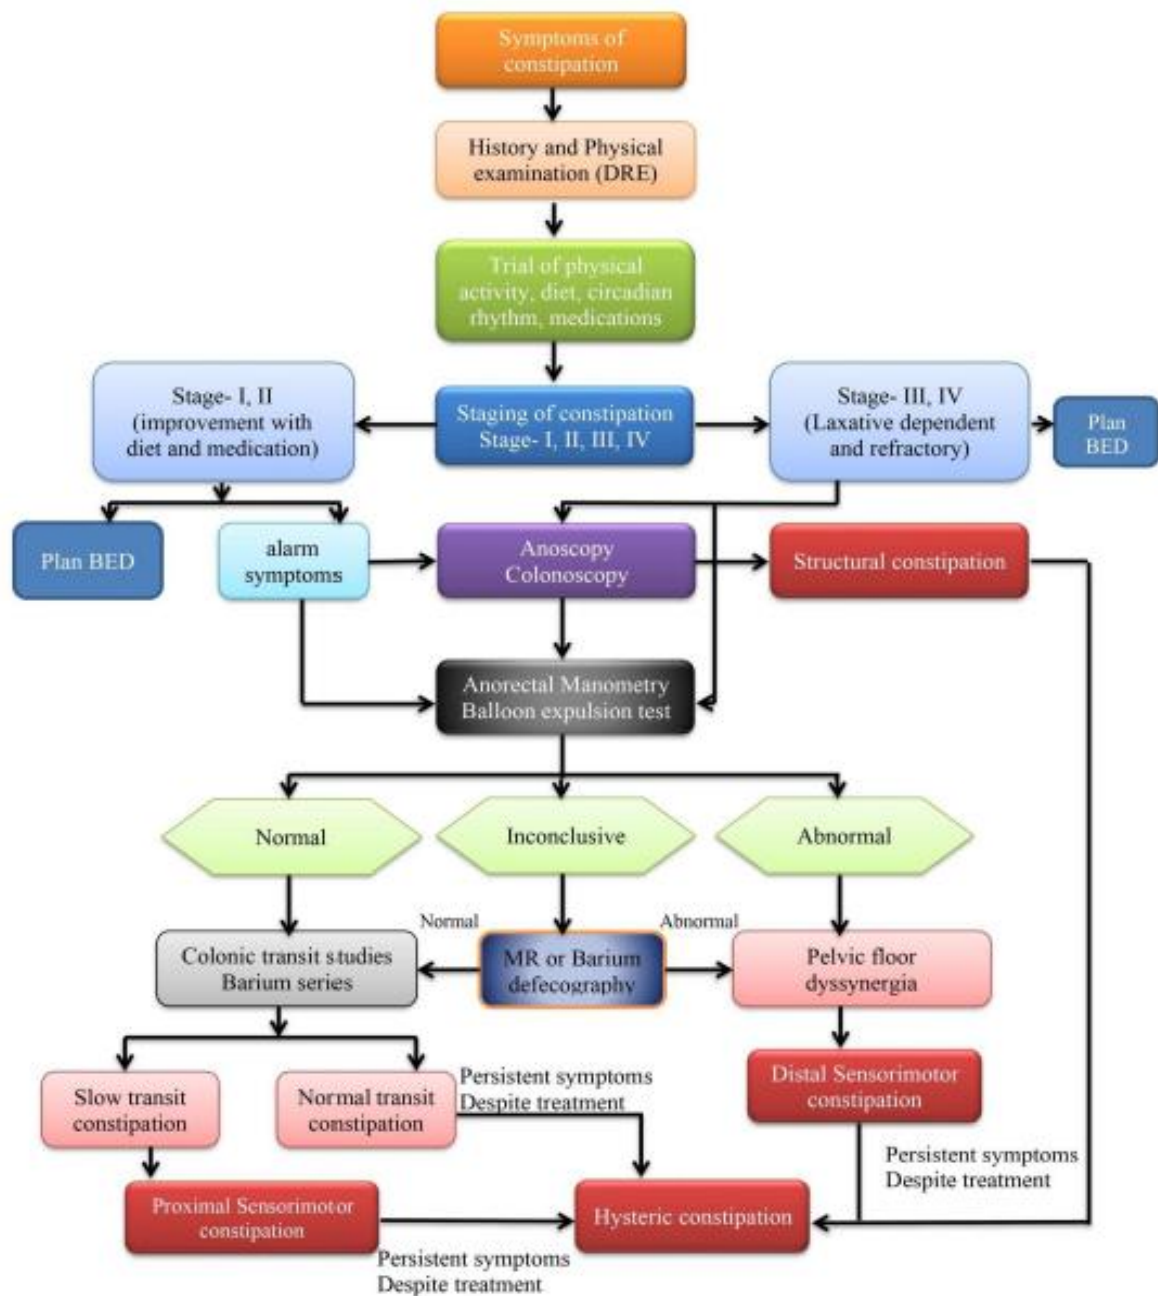 Symptoms of
constipation
History and Physical
examination (DRE)
Trial of physical
activity, diet, circadian
rhythm, medications
Stage- I, II
(improvement with
diet and medication)
Staging of constipation
Stage- I, II, III, IV
Stage- III, IV
(Laxative dependent
and refractory)
Plan
BED
Plan BED
alarm
symptoms
Anoscopy
Colonoscopy
Structural constipation
Anorectal Manometry
Balloon expulsion test
Normal
Inconclusive
Abnormal
Normal
Abnormal
Colonic transit studies
Barium series
MR or Barium
defecography
Pelvic floor
dyssynergia
Slow transit
constipation
Normal transit
constipation
Persistent symptoms
Despite treatment
Distal Sensorimotor
constipation
Persistent symptoms
Despite treatment
Proximal Sensorimotor
constipation
Hysteric constipation
Persistent symptoms
Despite treatment